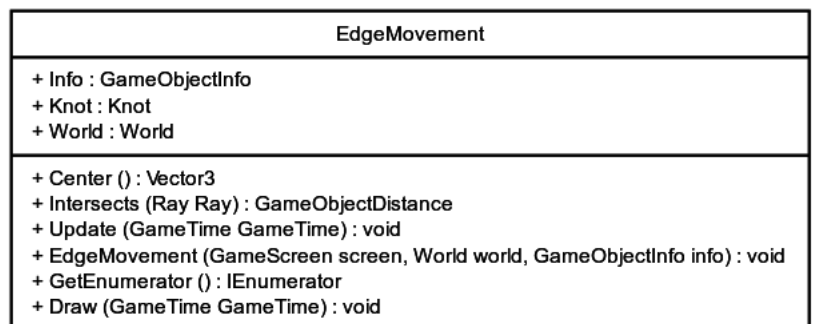 EdgeMovement
+ Info : GameObjectInfo
+ Knot : Knot
+ World : World
+ Center () : Vector3
+ Intersects (Ray Ray) : GameObjectDistance
+ Update (GameTime GameTime) : void
+ EdgeMovement (GameScreen screen, World world, GameObjectInfo info) : void
+ GetEnumerator () : IEnumerator
+ Draw (GameTime GameTime) : void